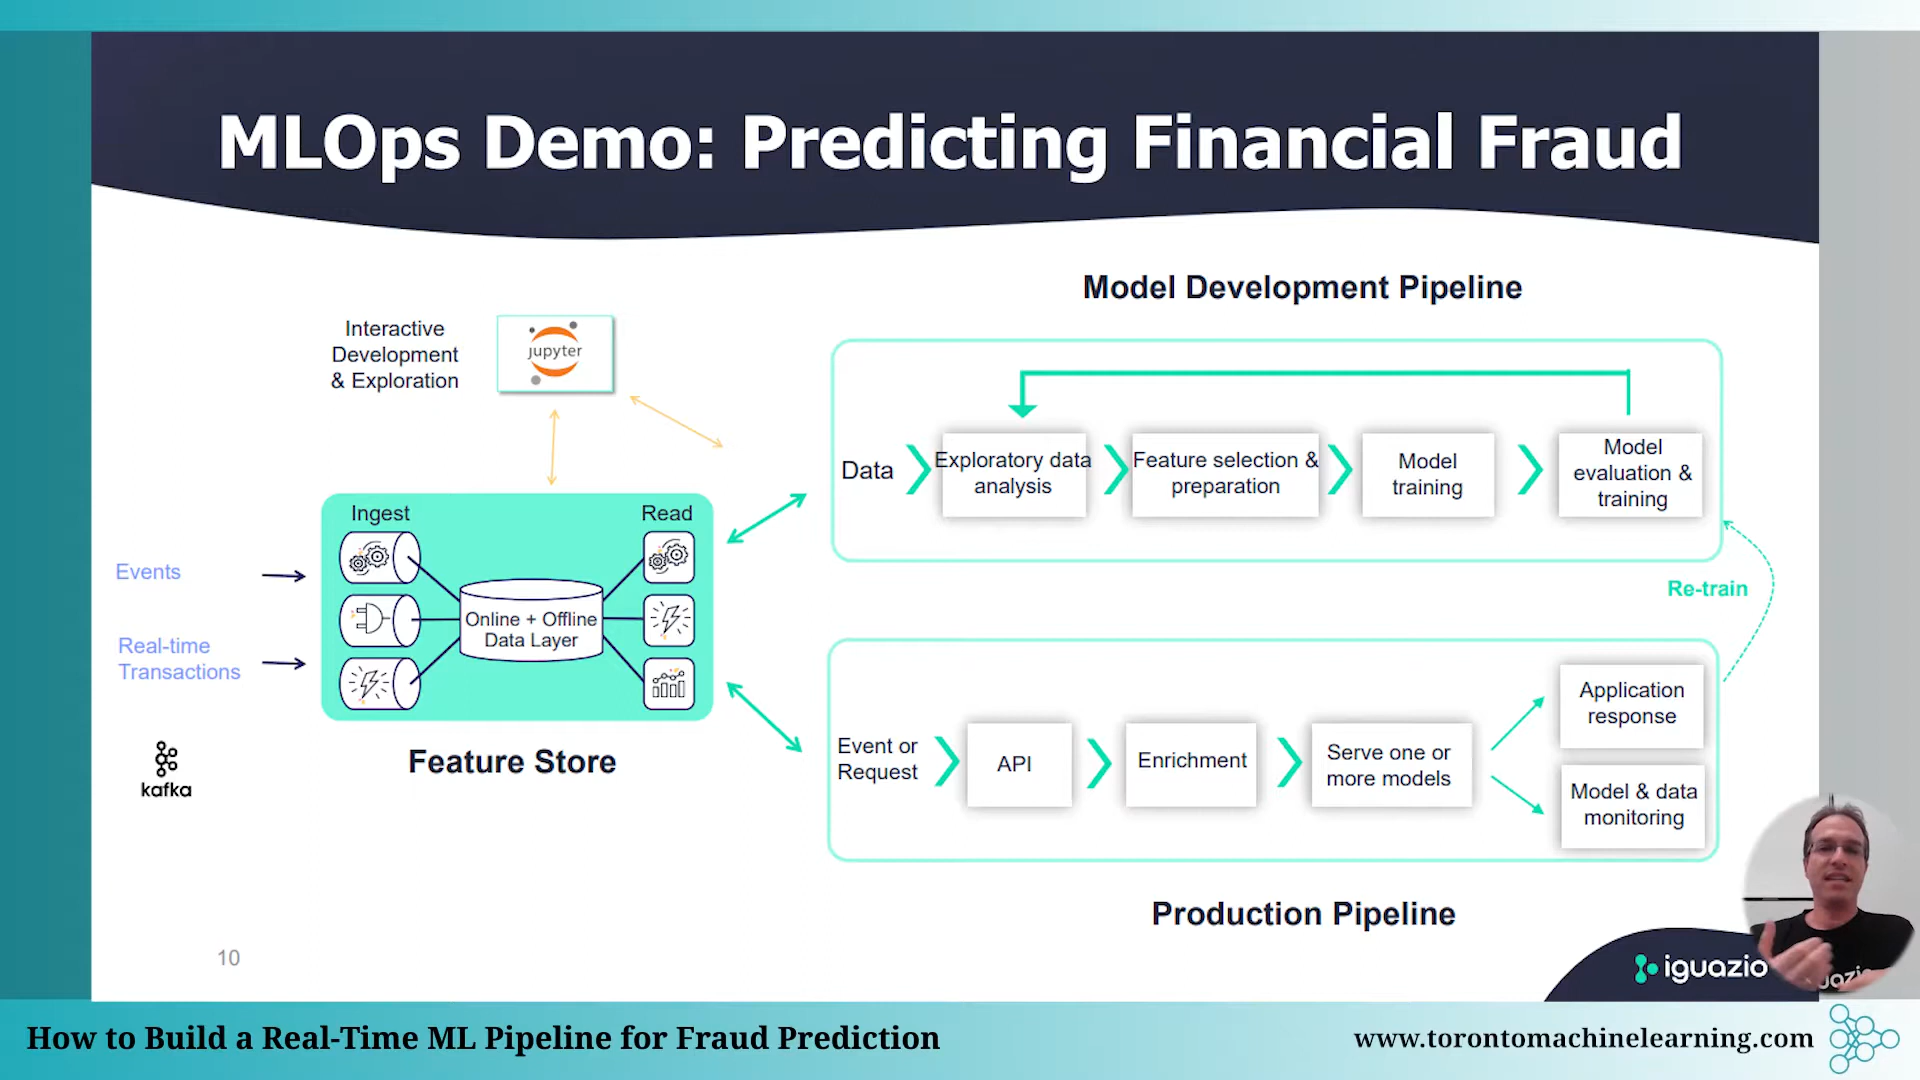 MLOps Demo: Predicting Financial Fraud
Model Development Pipeline
Interactive
Development
& Exploration
jupyter
Data
Exploratory data
analysis
Feature selection &
preparation
Model
training
Model
evaluation &
training
Ingest
Read
Events
Real-time
Transactions
Online + Offline
Data Layer
kafka
Feature Store
Re-train
Event or
Request
API
Enrichment
Serve one or
more models
Application
response
Model & data
monitoring
Production Pipeline
10
iguazio
How to Build a Real-Time ML Pipeline for Fraud Prediction
www.torontomachinelearning.com